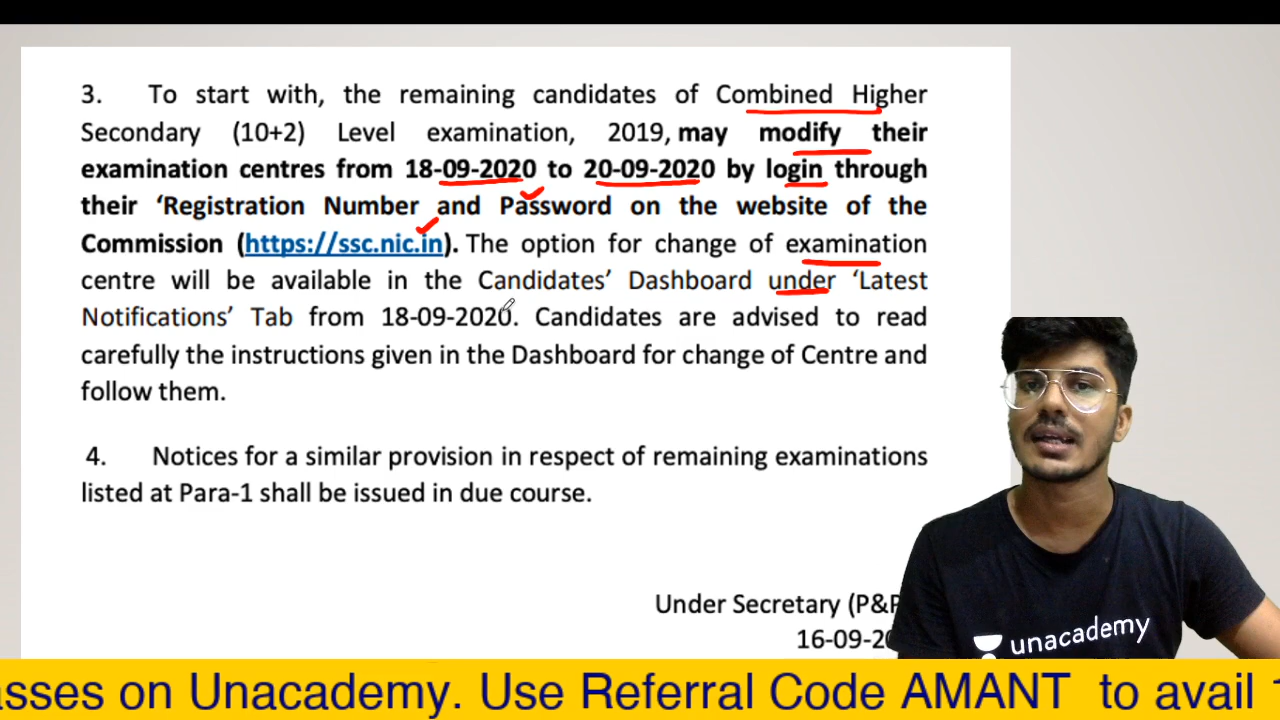 3. To start with, the remaining candidates of Combined Higher
Secondary (10+2) Level examination, 2019, may modify their
examination centres from 18-09-2020 to 20-09-2020 by login through
their ‘Registration Number and Password on the website of the
Commission (https://ssc.nic.in). The option for change of examination
centre will be available in the Candidates’ Dashboard under ‘Latest
Notifications’ Tab from 18-09-2020. Candidates are advised to read
carefully the instructions given in the Dashboard for change of Centre and
follow them.
4. Notices for a similar provision in respect of remaining examinations
listed at Para-1 shall be issued in due course.
Under Secretary (P&P
16-09-20
unacademy
asses on Unacademy. Use Referral Code AMANT to avail